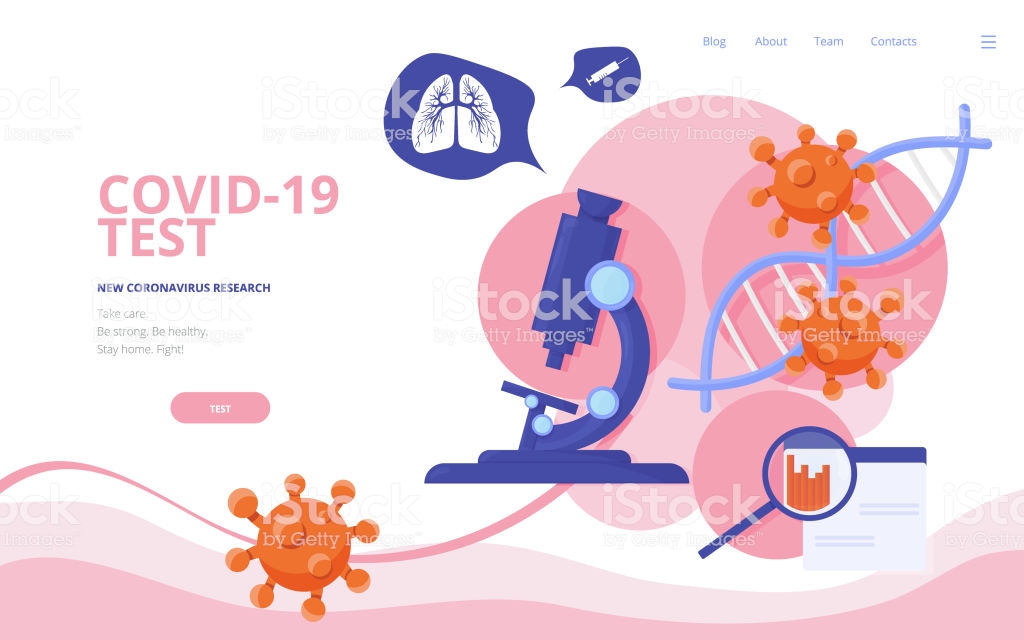 Blog About Team Contacts
COVID-19
TEST
NEW CORONAVIRUS RESEARCH
Take care.
Be strong. Be healthy,
Stay home. Fight!
TEST
iStock
by Getty Images™